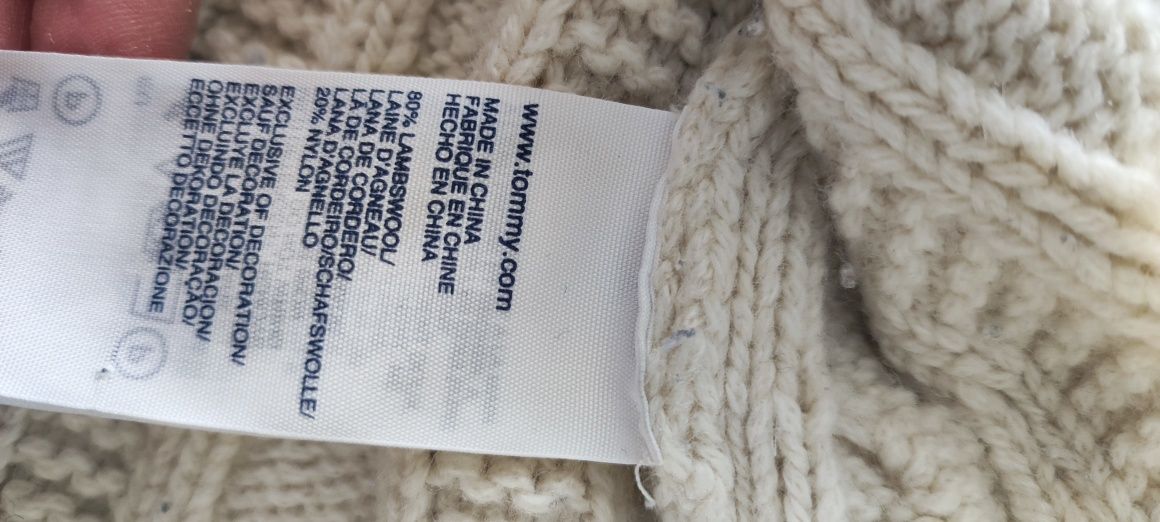 www.tommy.com
MADE IN CHINA
FABRIQUE EN CHINE
HECHO EN CHINA
80% LAMBSWOOL/
LAINE D'AGNEAU/
LANA DE CORDERO/
LÃ DE CORDEIRO/SCHAFSWOLLE/
LANA D'AGNELLO
20% NYLON
EXCLUSIVE OF DECORATION/
SAUF DECORATION/
EXCLUYE LA DECORACION/
EXCLUINDO DECORAÇÃO/
OHNE DEKORATION/
ECCETTO DECORAZIONE